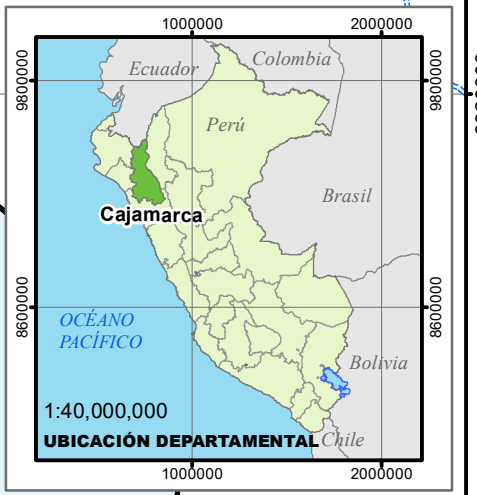 1000000 2000000
Ecuador
Colombia
9800000
9800000
Perú
Brasil
Cajamarca
8600000
8600000
OCÉANO
PACÍFICO
Bolivia
1:40,000,000
UBICACIÓN DEPARTAMENTAL
Chile
1000000 2000000